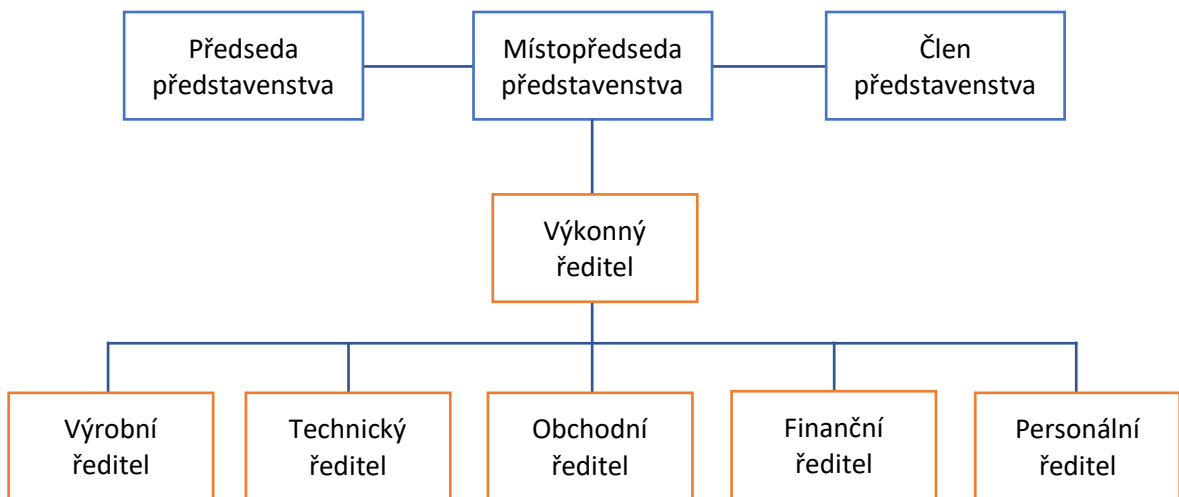 Předseda
představenstva
Místopředseda
představenstva
Člen
představenstva
Výkonný
ředitel
Výrobní
ředitel
Technický
ředitel
Obchodní
ředitel
Finanční
ředitel
Personální
ředitel